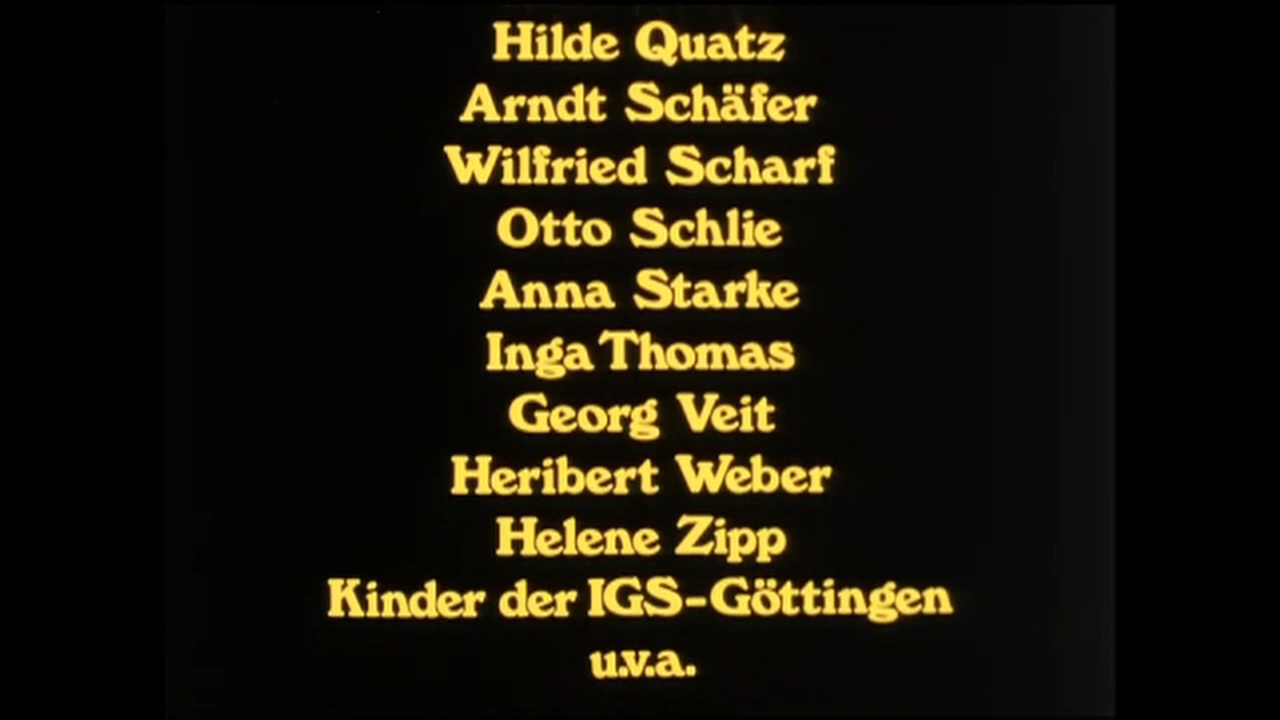 Hilde Quatz
Arndt Schäfer
Wilfried Scharf
Otto Schlie
Anna Starke
Inga Thomas
Georg Veit
Heribert Weber
Helene Zipp
Kinder der IGS-Göttingen
u.v.a.